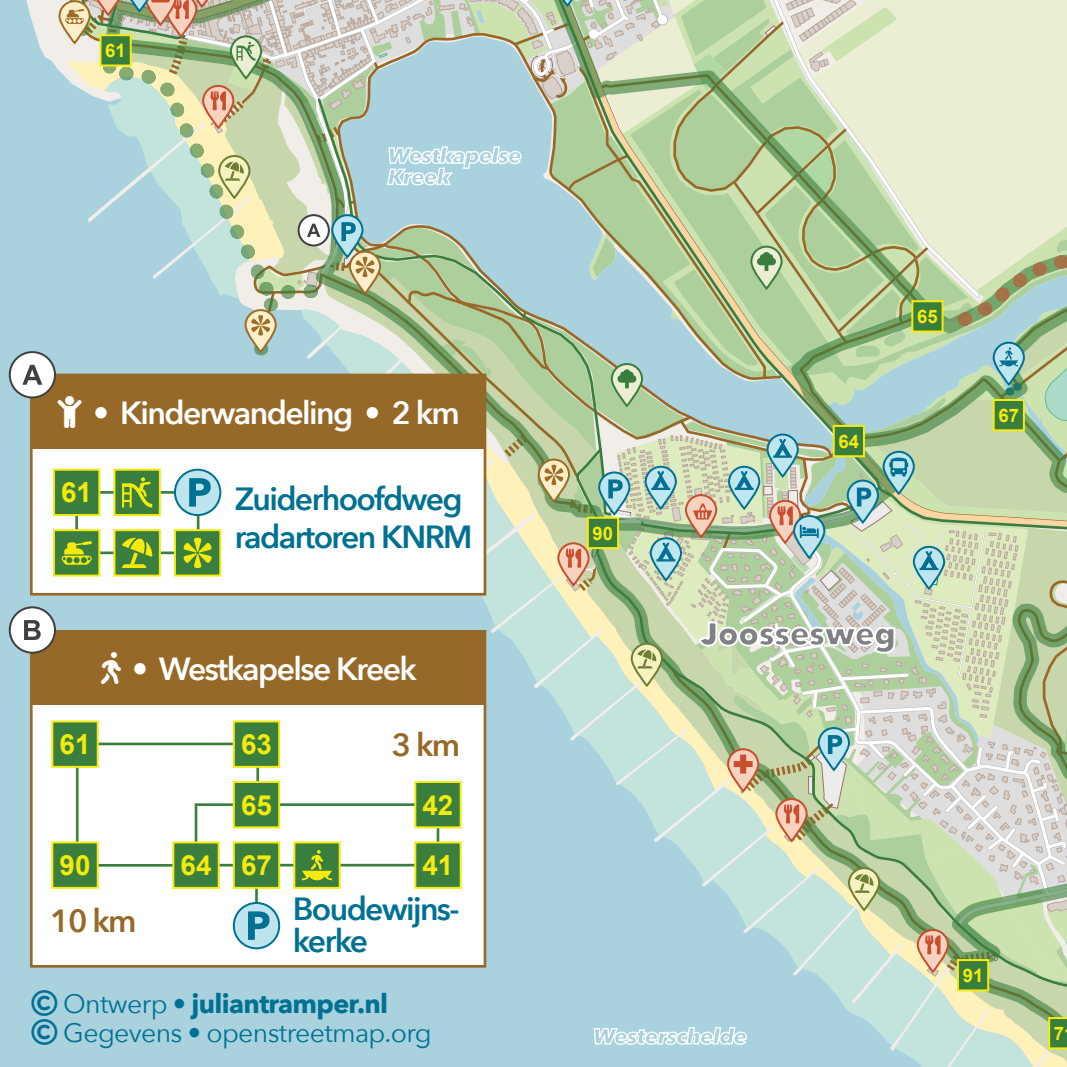 61
Westkapelse
Kreek
A
P
65
67
64
P
P
90
Joossesweg
P
91
71
Westerschelde
A
• Kinderwandeling • 2 km
61 P
Zuiderhoofdweg
radartoren KNRM
B
• Westkapelse Kreek
61 63 3 km
65 42
90 64 67 41
10 km
P
Boudewijns-
kerke
© Ontwerp • juliantramper.nl
© Gegevens • openstreetmap.org